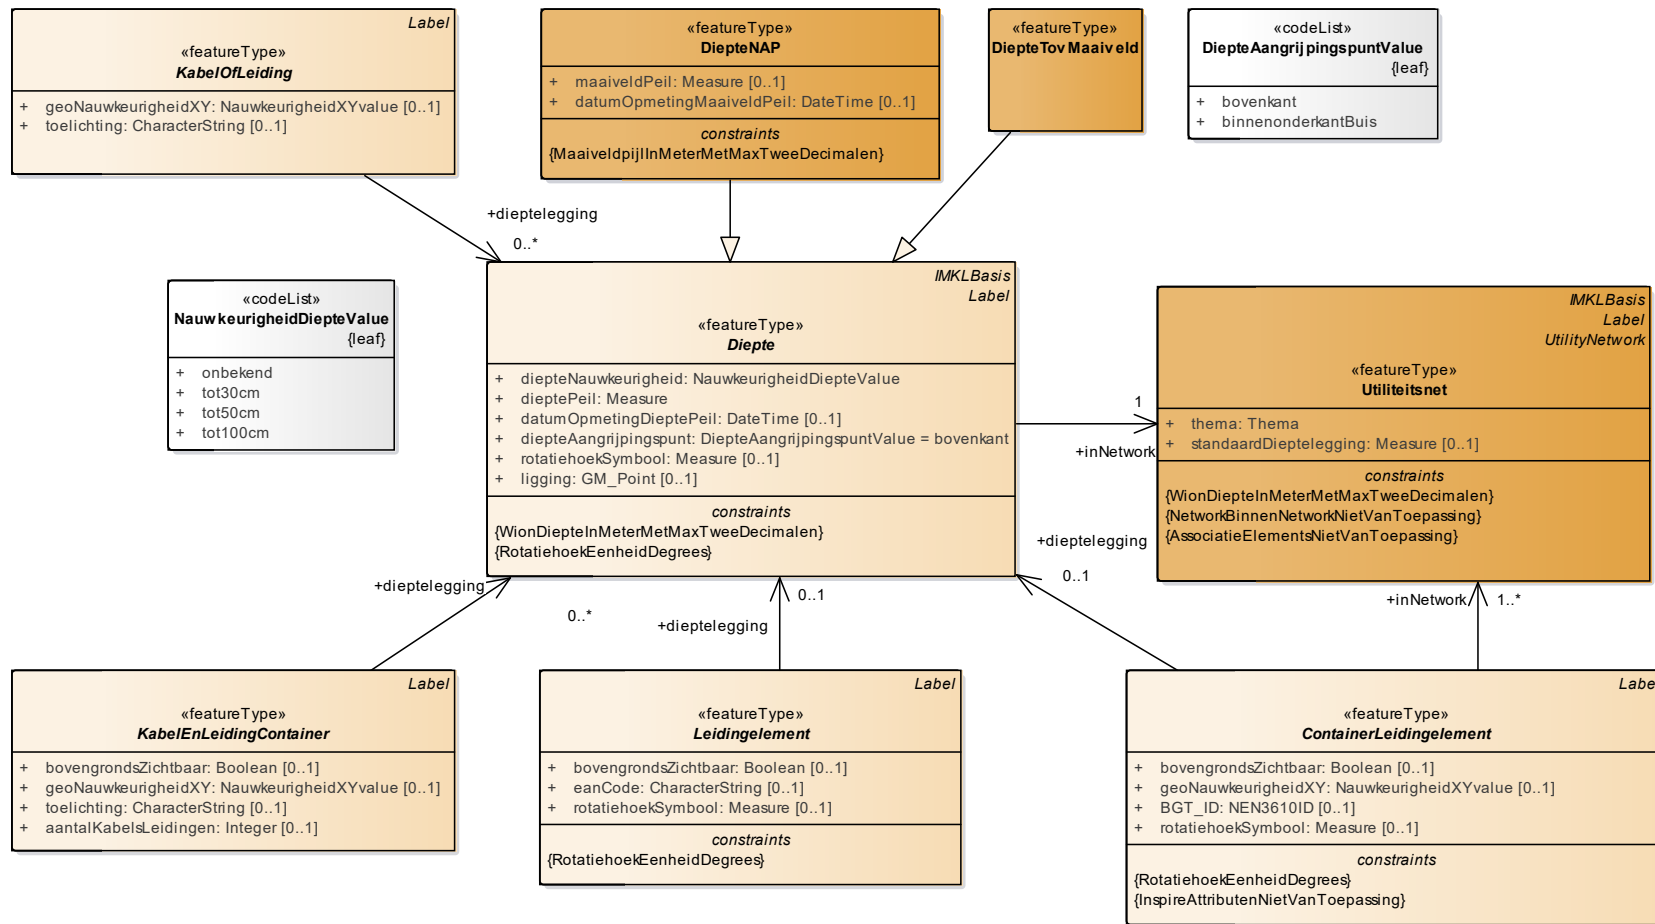 Label
«featureType»
KabelOfLeiding
+ geoNauwkeurigheidXY: NauwkeurigheidXYvalue [0..1]
+ toelichting: CharacterString [0..1]
«featureType»
DiepteNAP
+ maaiveldPeil: Measure [0..1]
+ datumOpmetingMaaiveldPeil: DateTime [0..1]
constraints
{MaaiveldpijlInMeterMetMaxTweeDecimalen}
«featureType»
DiepteTovMaaiveld
«codeList»
DiepteAangrijpingspuntValue
{leaf}
+ bovenkant
+ binnenonderkantBuis
+dieptelegging
0..*
«codeList»
NauwkeurigheidDiepteValue
{leaf}
+ onbekend
+ tot30cm
+ tot50cm
+ tot100cm
IMKLBasis
Label
«featureType»
Diepte
+ diepteNauwkeurigheid: NauwkeurigheidDiepteValue
+ dieptePeil: Measure
+ datumOpmetingDieptePeil: DateTime [0..1]
+ diepteAangrijpingspunt: DiepteAangrijpingspuntValue = bovenkant
+ rotatiehoekSymbool: Measure [0..1]
+ ligging: GM_Point [0..1]
constraints
{WionDiepteInMeterMetMaxTweeDecimalen}
{RotatiehoekEenheidDegrees}
1
+inNetwork
IMKLBasis
Label
UtilityNetwork
«featureType»
Utiliteitsnet
+ thema: Thema
+ standaardDieptelegging: Measure [0..1]
constraints
{WionDiepteInMeterMetMaxTweeDecimalen}
{NetworkBinnenNetworkNietVanToepassing}
{AssociatieElementsNietVanToepassing}
+dieptelegging
0..*
+dieptelegging
0..1
+dieptelegging
0..1
+inNetwork
1..*
Label
«featureType»
KabelEnLeidingContainer
+ bovengrondsZichtbaar: Boolean [0..1]
+ geoNauwkeurigheidXY: NauwkeurigheidXYvalue [0..1]
+ toelichting: CharacterString [0..1]
+ aantalKabelsLeidingen: Integer [0..1]
Label
«featureType»
Leidingelement
+ bovengrondsZichtbaar: Boolean [0..1]
+ eanCode: CharacterString [0..1]
+ rotatiehoekSymbool: Measure [0..1]
constraints
{RotatiehoekEenheidDegrees}
Label
«featureType»
ContainerLeidingelement
+ bovengrondsZichtbaar: Boolean [0..1]
+ geoNauwkeurigheidXY: NauwkeurigheidXYvalue [0..1]
+ BGT_ID: NEN3610ID [0..1]
+ rotatiehoekSymbool: Measure [0..1]
constraints
{RotatiehoekEenheidDegrees}
{InspireAttributenNietVanToepassing}